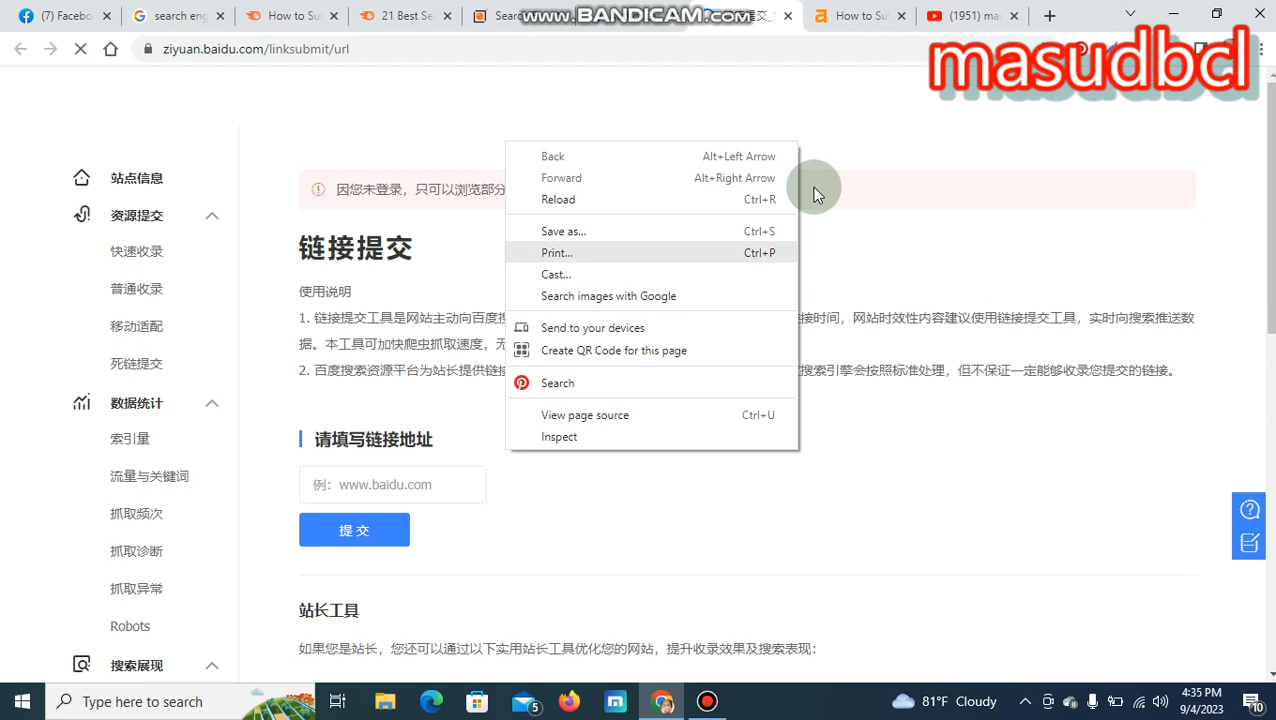 (7) Facebo
search eng
How to Sub
21 Best Se
Searc
www.BANDICAM.com
提交_
How to Sul
(1951) mas
ziyuan.baidu.com/linksubmit/url
masudbcl
站点信息
资源提交
快速收录
普通收录
移动适配
死链提交
数据统计
索引量
流量与关键词
抓取频次
抓取诊断
抓取异常
Robots
搜索展现
因您未登录，只可以浏览部分
链接提交
使用说明
1. 链接提交工具是网站主动向百度搜
接时间，网站时效性内容建议使用链接提交工具，实时向搜索推送数
据。本工具可加快爬虫抓取速度，无
2. 百度搜索资源平台为站长提供链接
搜索引擎会按照标准处理，但不保证一定能够收录您提交的链接。
请填写链接地址
例：www.baidu.com
提 交
站长工具
如果您是站长，您还可以通过以下实用站长工具优化您的网站，提升收录效果及搜索表现：
Back Alt+Left Arrow
Forward Alt+Right Arrow
Reload Ctrl+R
Save as... Ctrl+S
Print... Ctrl+P
Cast...
Search images with Google
Send to your devices
Create QR Code for this page
Search
View page source Ctrl+U
Inspect
Type here to search
5
81°F Cloudy
4:35 PM
9/4/2023
10